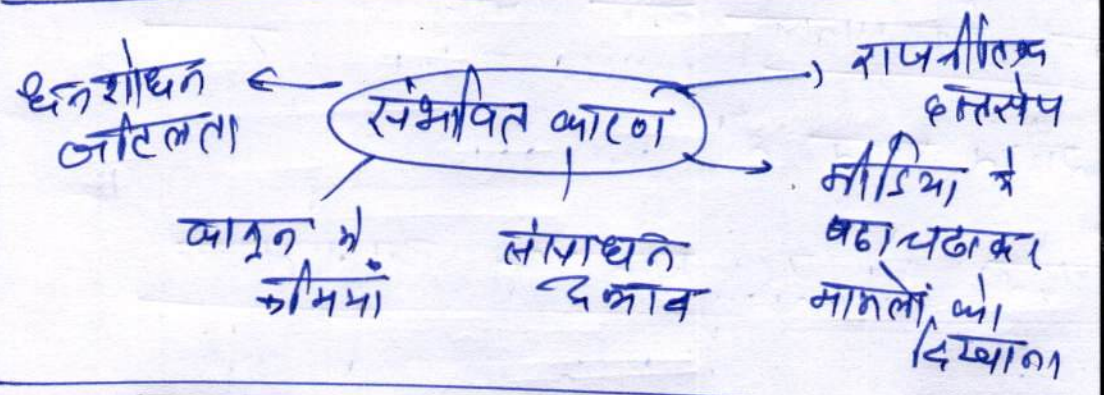 संभावित कारण
धनशोधन
जटिलता
कानून में
कमियां
संसाधन
दबाव
राजनीतिक
हस्तक्षेप
मीडिया में
बढ़ा चढ़ाकर
मामलों को
दिखाना